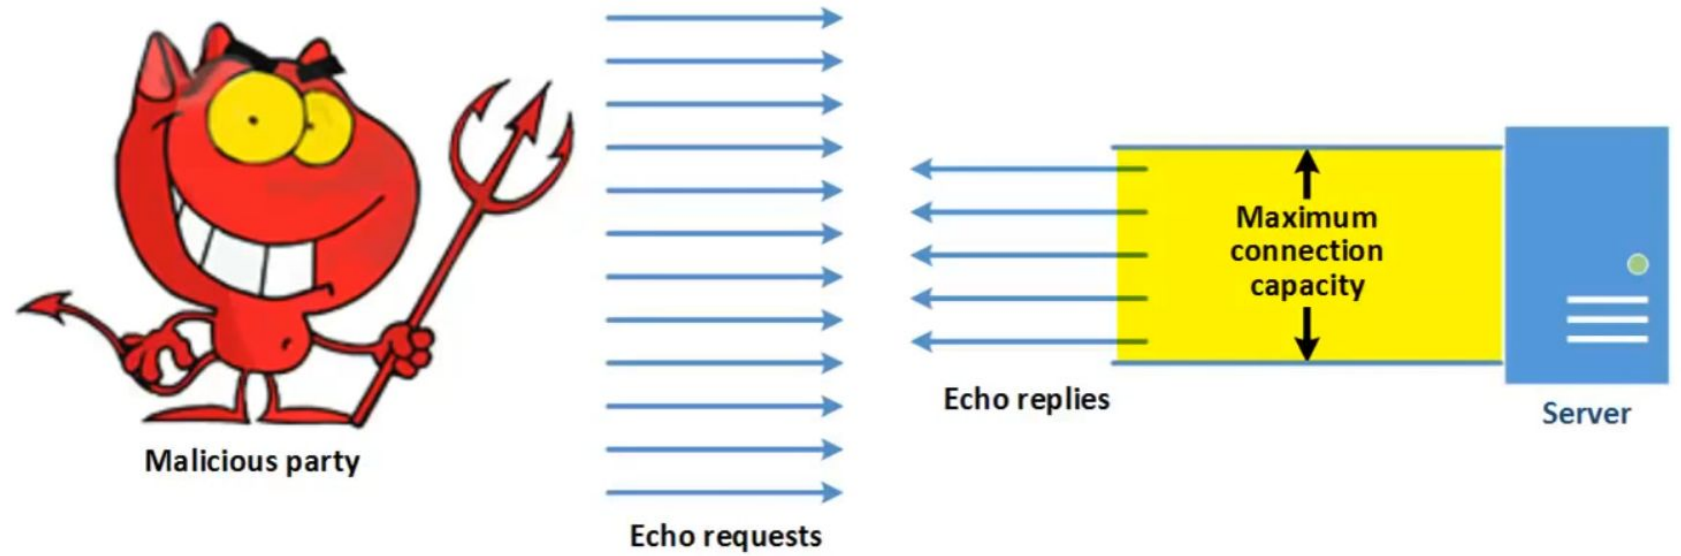 Malicious party
Echo requests
Echo replies
Maximum
connection
capacity
Server